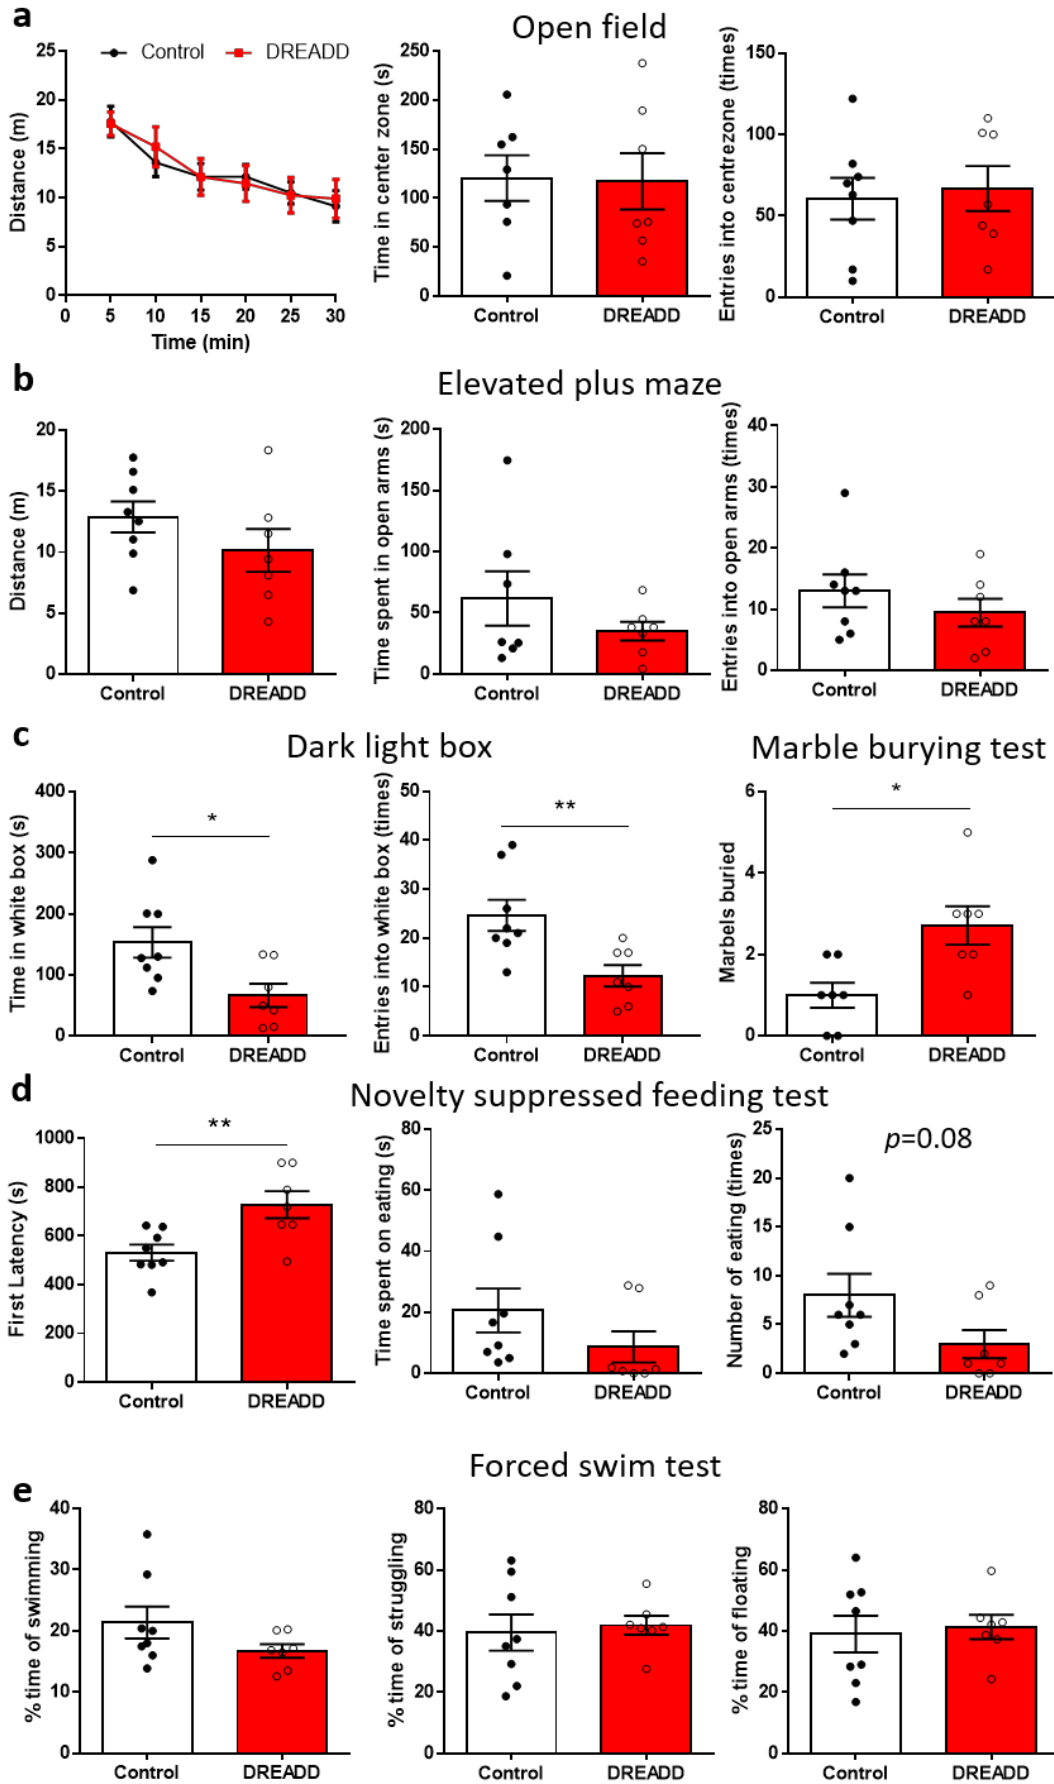 a
Open field
Control
DREADD
Distance (m)
25
20
15
10
5
0
0
5
10
15
20
25
30
Time (min)
Time in center zone (s)
250
200
150
100
50
0
Control
DREADD
Entries into centrezone (times)
150
100
50
0
Control
DREADD
b
Elevated plus maze
Distance (m)
20
15
10
5
0
Control
DREADD
Time spent in open arms (s)
200
150
100
50
0
Control
DREADD
Entries into open arms (times)
40
30
20
10
0
Control
DREADD
c
Dark light box
Marble burying test
Time in white box (s)
400
300
200
100
0
*
Control
DREADD
Entries into white box (times)
50
40
30
20
10
0
**
Control
DREADD
Marbels buried
6
4
2
0
*
Control
DREADD
d
Novelty suppressed feeding test
First Latency (s)
1000
800
600
400
200
0
**
Control
DREADD
Time spent on eating (s)
80
60
40
20
0
Control
DREADD
Number of eating (times)
25
20
15
10
5
0
p=0.08
Control
DREADD
e
Forced swim test
% time of swimming
40
30
20
10
0
Control
DREADD
% time of struggling
80
60
40
20
0
Control
DREADD
% time of floating
80
60
40
20
0
Control
DREADD